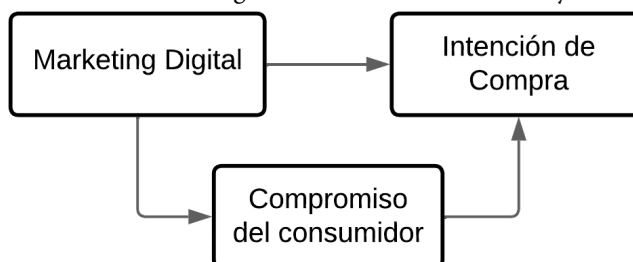 Marketing Digital
Intención de
Compra
Compromiso
del consumidor